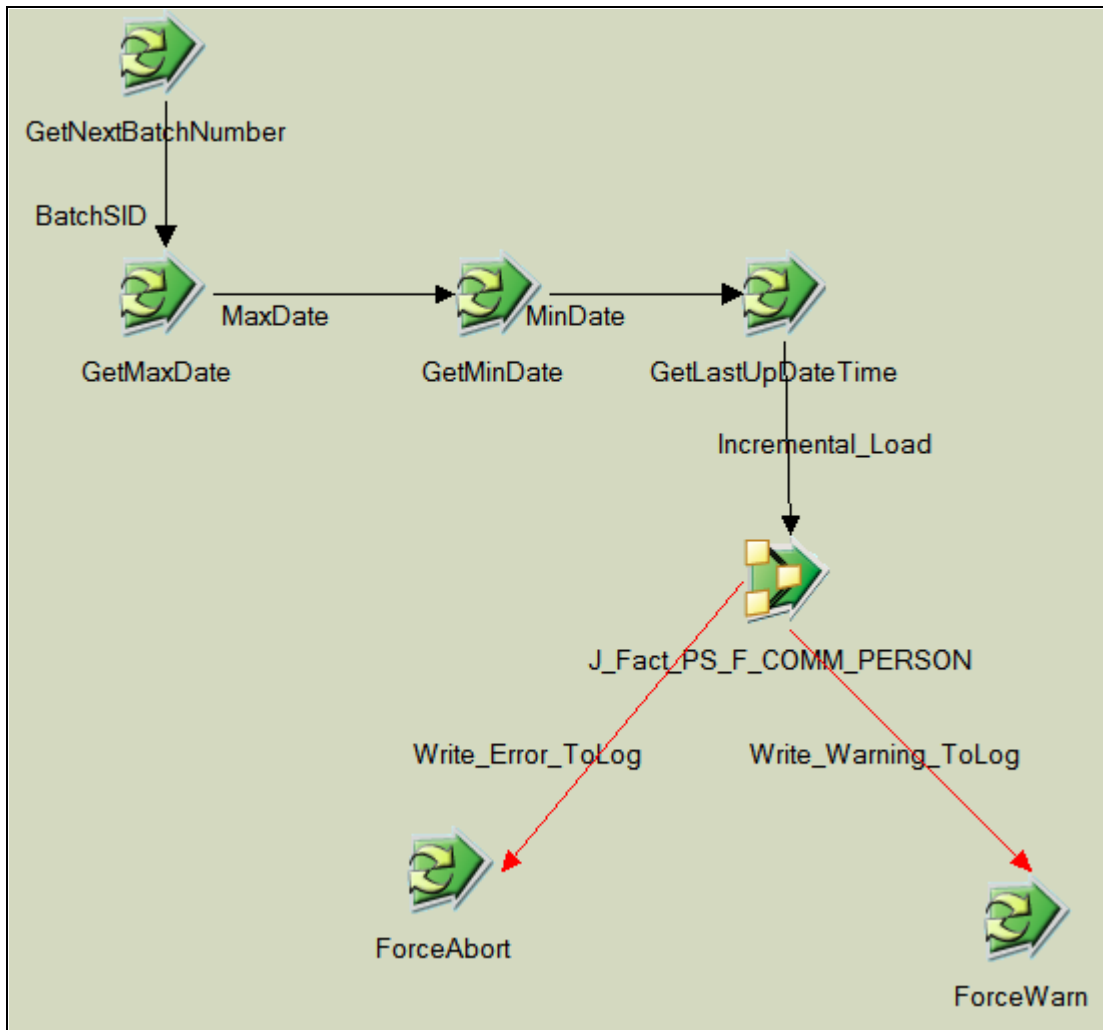 GetNextBatchNumber
BatchSID
MaxDate
MinDate
GetMaxDate
GetMinDate
GetLastUpDateTime
Incremental_Load
J_Fact_PS_F_COMM_PERSON
Write_Error_ToLog
Write_Warning_ToLog
ForceAbort
ForceWarn